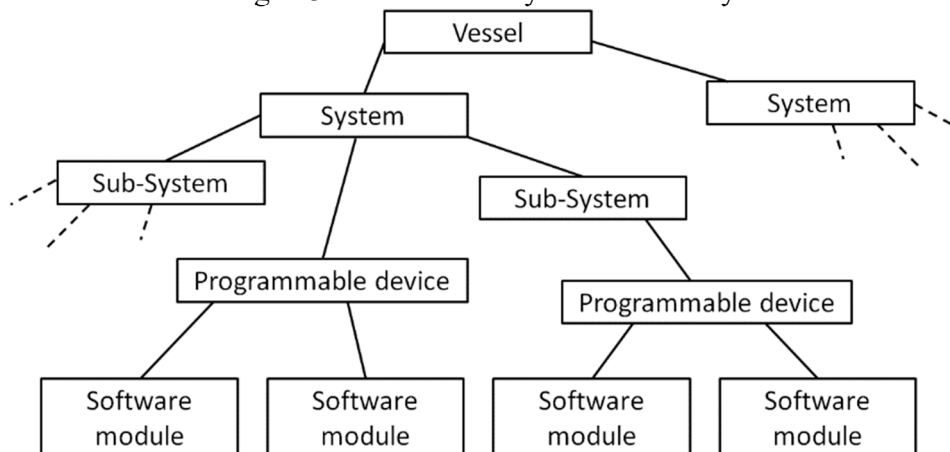 Vessel
System
System
Sub-System
Sub-System
Programmable device
Programmable device
Software
module
Software
module
Software
module
Software
module